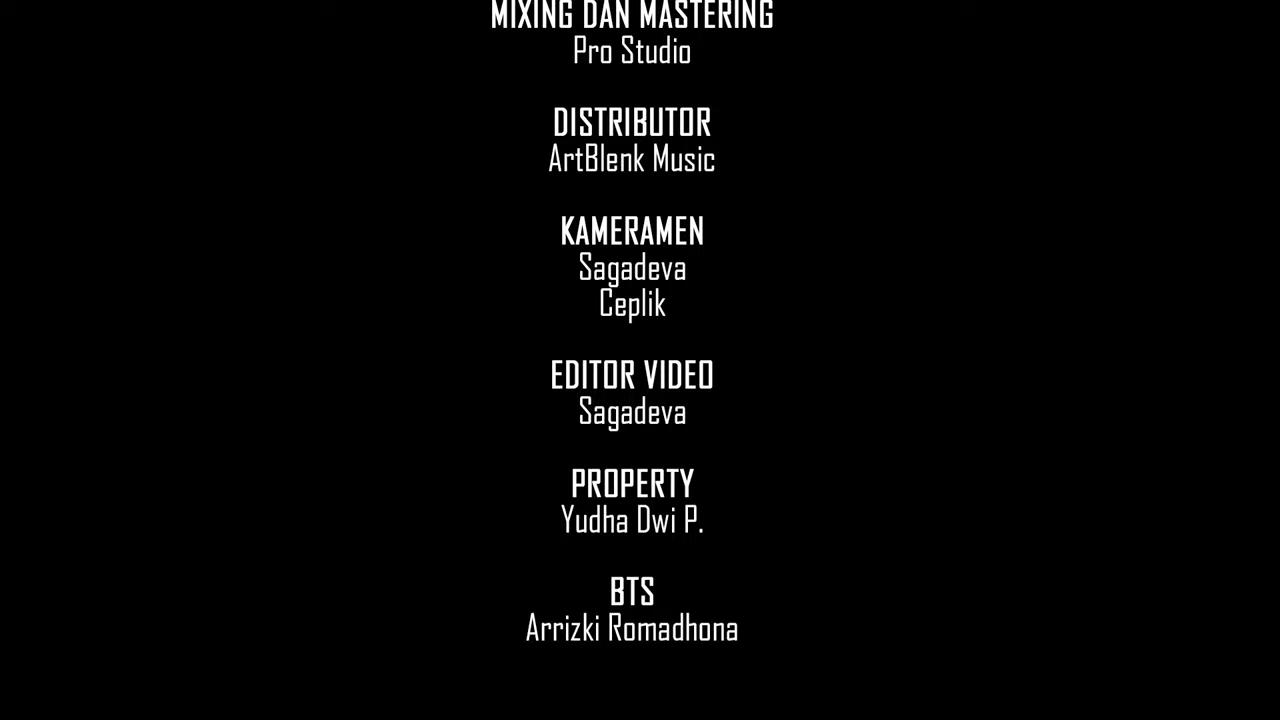 MIXING DAN MASTERING
Pro Studio
DISTRIBUTOR
ArtBlenk Music
KAMERAMEN
Sagadeva
Ceplik
EDITOR VIDEO
Sagadeva
PROPERTY
Yudha Dwi P.
BTS
Arrizki Romadhona